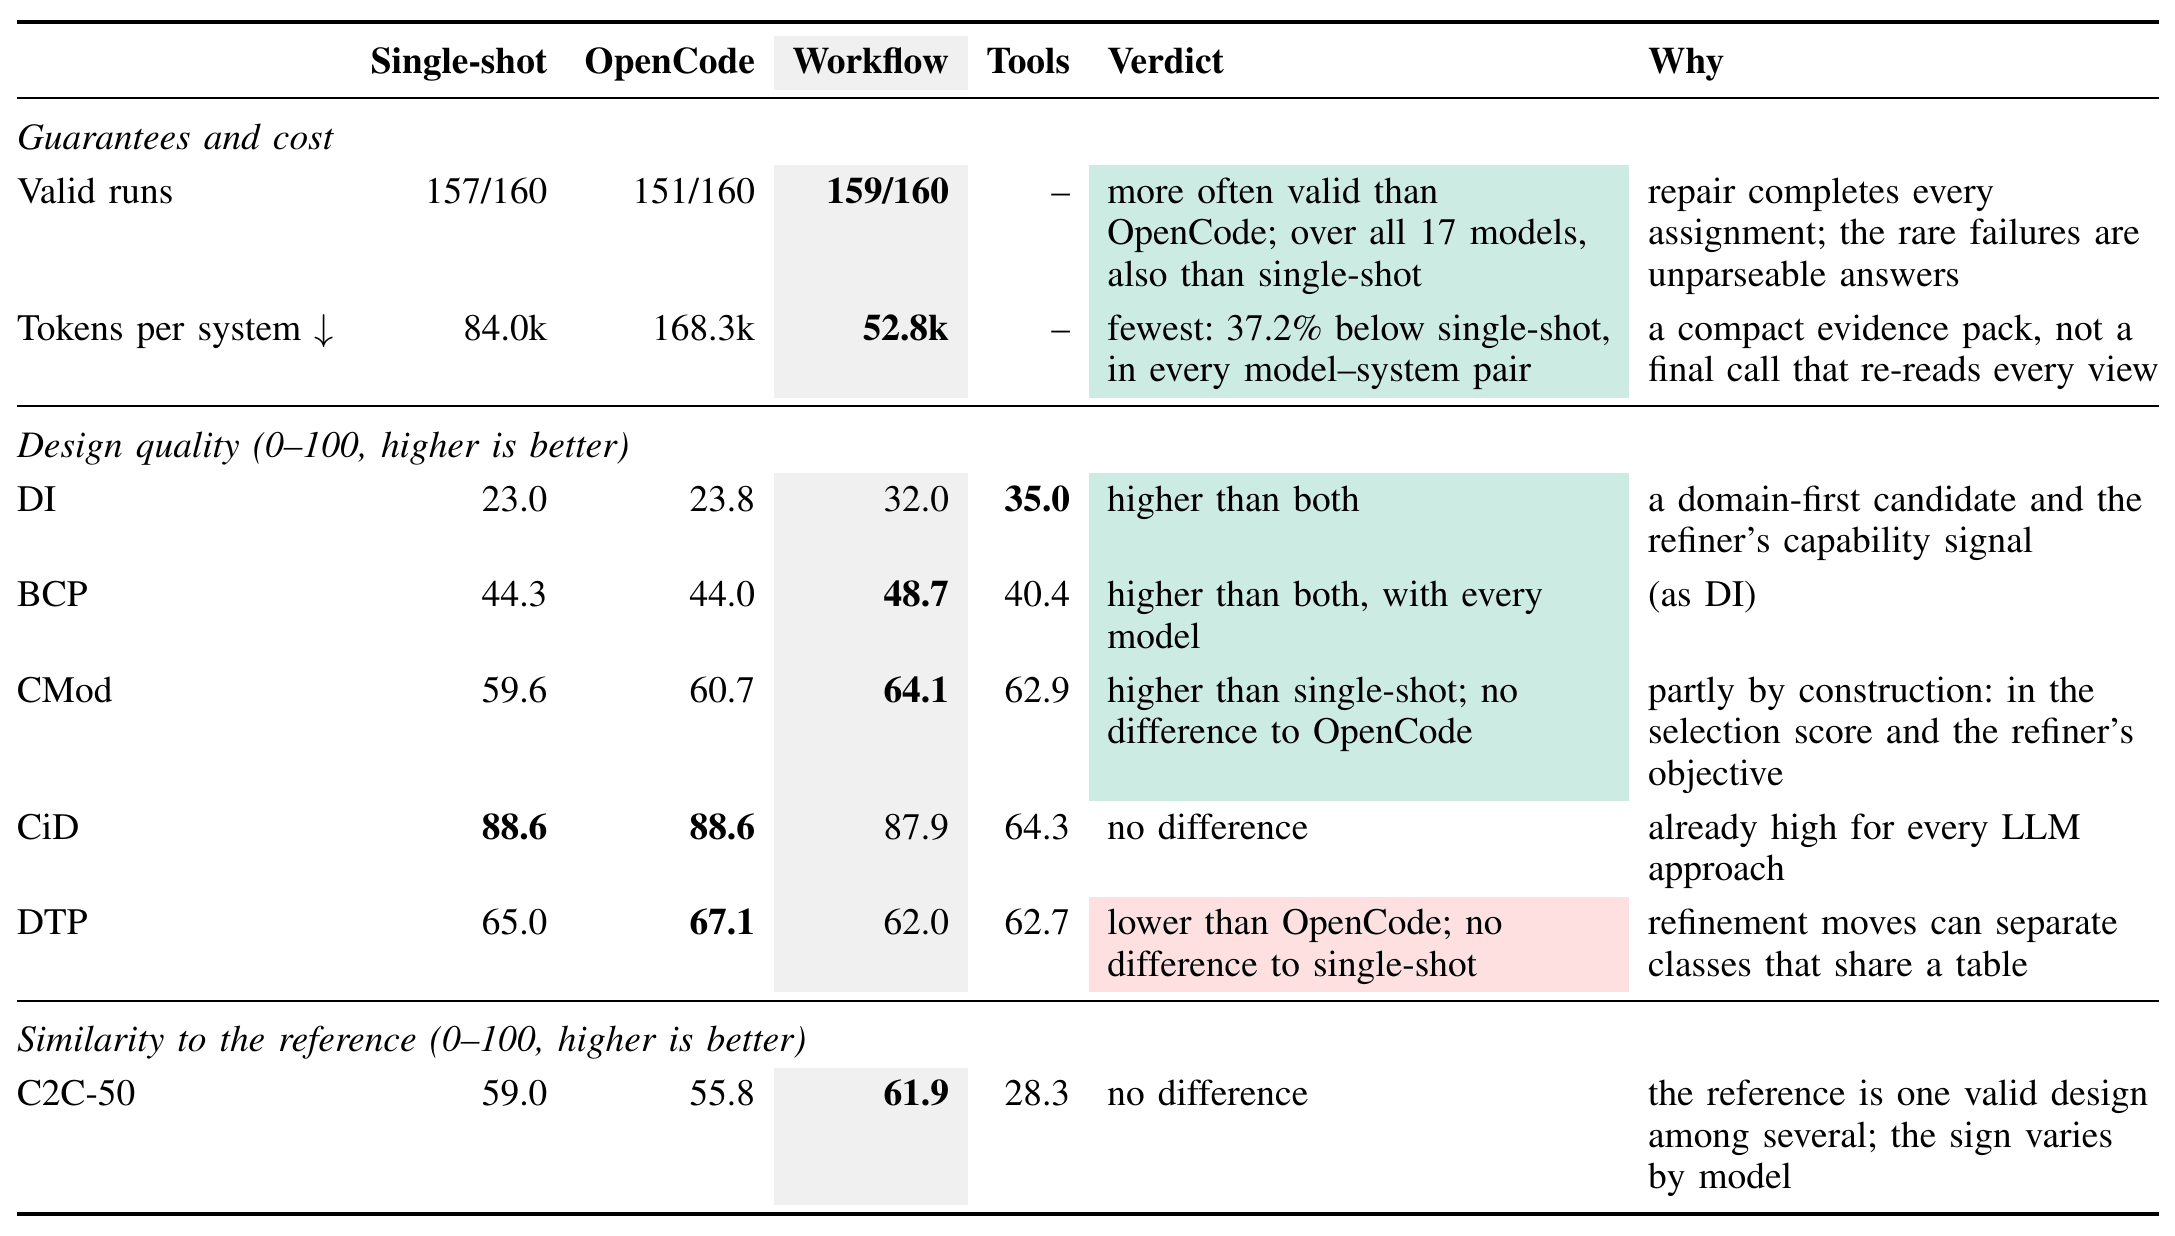 Single-shot OpenCode Workflow Tools Verdict Why
Guarantees and cost
Valid runs 157/160 151/160 159/160 – more often valid than repair completes every
OpenCode; over all 17 models, assignment; the rare failures are
also than single-shot unparseable answers
Tokens per system ↓ 84.0k 168.3k 52.8k – fewest: 37.2% below single-shot, a compact evidence pack, not a
in every model–system pair final call that re-reads every view
Design quality (0–100, higher is better)
DI 23.0 23.8 32.0 35.0 higher than both a domain-first candidate and the
refiner's capability signal
BCP 44.3 44.0 48.7 40.4 higher than both, with every (as DI)
model
CMod 59.6 60.7 64.1 62.9 higher than single-shot; no partly by construction: in the
difference to OpenCode selection score and the refiner's
objective
CiD 88.6 88.6 87.9 64.3 no difference already high for every LLM
approach
DTP 65.0 67.1 62.0 62.7 lower than OpenCode; no refinement moves can separate
difference to single-shot classes that share a table
Similarity to the reference (0–100, higher is better)
C2C-50 59.0 55.8 61.9 28.3 no difference the reference is one valid design
among several; the sign varies
by model